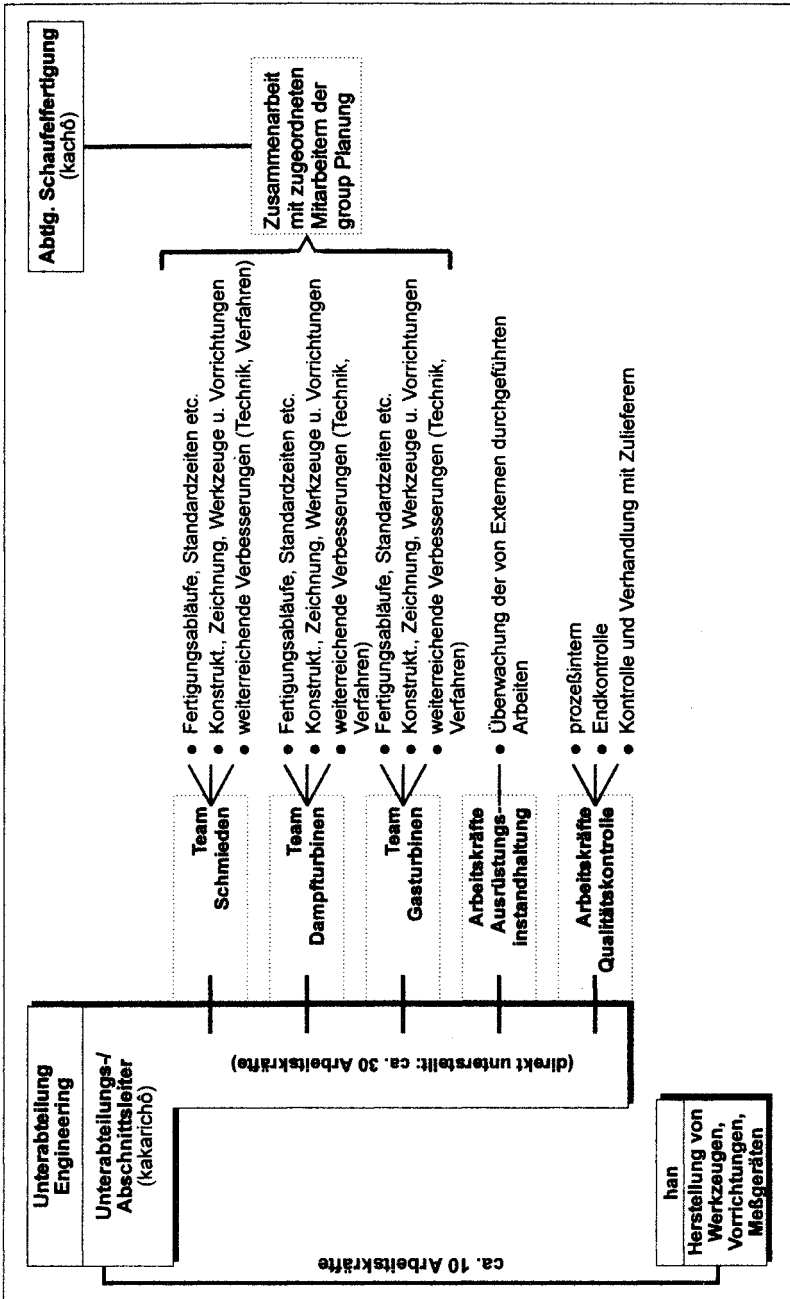 Unterabteilung
Engineering
Unterabteilungs-/
Abschnittsleiter
(kakarichô)
ca. 10 Arbeitskräfte
(direkt unterstellt: ca. 30 Arbeitskräfte)
han
Herstellung von
Werkzeugen,
Vorrichtungen,
Meßgeräten
Team
Schmieden
• Fertigungsabläufe, Standardzeiten etc.
• Konstrukt., Zeichnung, Werkzeuge u. Vorrichtungen
• weiterreichende Verbesserungen (Technik, Verfahren)
Team
Dampfturbinen
• Fertigungsabläufe, Standardzeiten etc.
• Konstrukt., Zeichnung, Werkzeuge u. Vorrichtungen
• weiterreichende Verbesserungen (Technik,
Verfahren)
Team
Gasturbinen
• Fertigungsabläufe, Standardzeiten etc.
• Konstrukt., Zeichnung, Werkzeuge u. Vorrichtungen
• weiterreichende Verbesserungen (Technik,
Verfahren)
Arbeitskräfte
Ausrüstungs-
instandhaltung
• Überwachung der von Externen durchgeführten
Arbeiten
Arbeitskräfte
Qualitätskontrolle
• prozeßintern
• Endkontrolle
• Kontrolle und Verhandlung mit Zulieferern
Abtlg. Schaufelfertigung
(kachô)
Zusammenarbeit
mit zugeordneten
Mitarbeitern der
group Planung